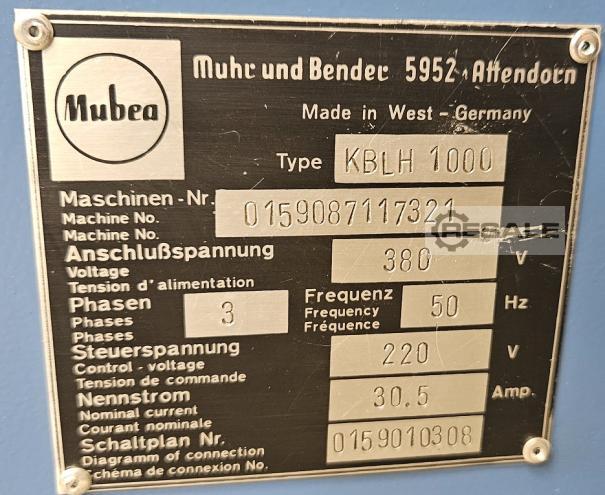 Mubea
Muhr und Bender 5952 Attendorn
Made in West - Germany
Type KBLH 1000
Maschinen - Nr. 0159087117321
Machine No.
Machine No.
RESALE
Anschlußspannung 380 V
Voltage
Tension d'alimentation
Phasen 3 Frequenz 50 Hz
Phases Frequency
Phases Fréquence
Steuerspannung 220 V
Control - voltage
Tension de commande
Nennstrom 30.5 Amp.
Nominal current
Courant nominale
Schaltplan Nr. 0159010308
Diagramm of connection
Schéma de connexion No.